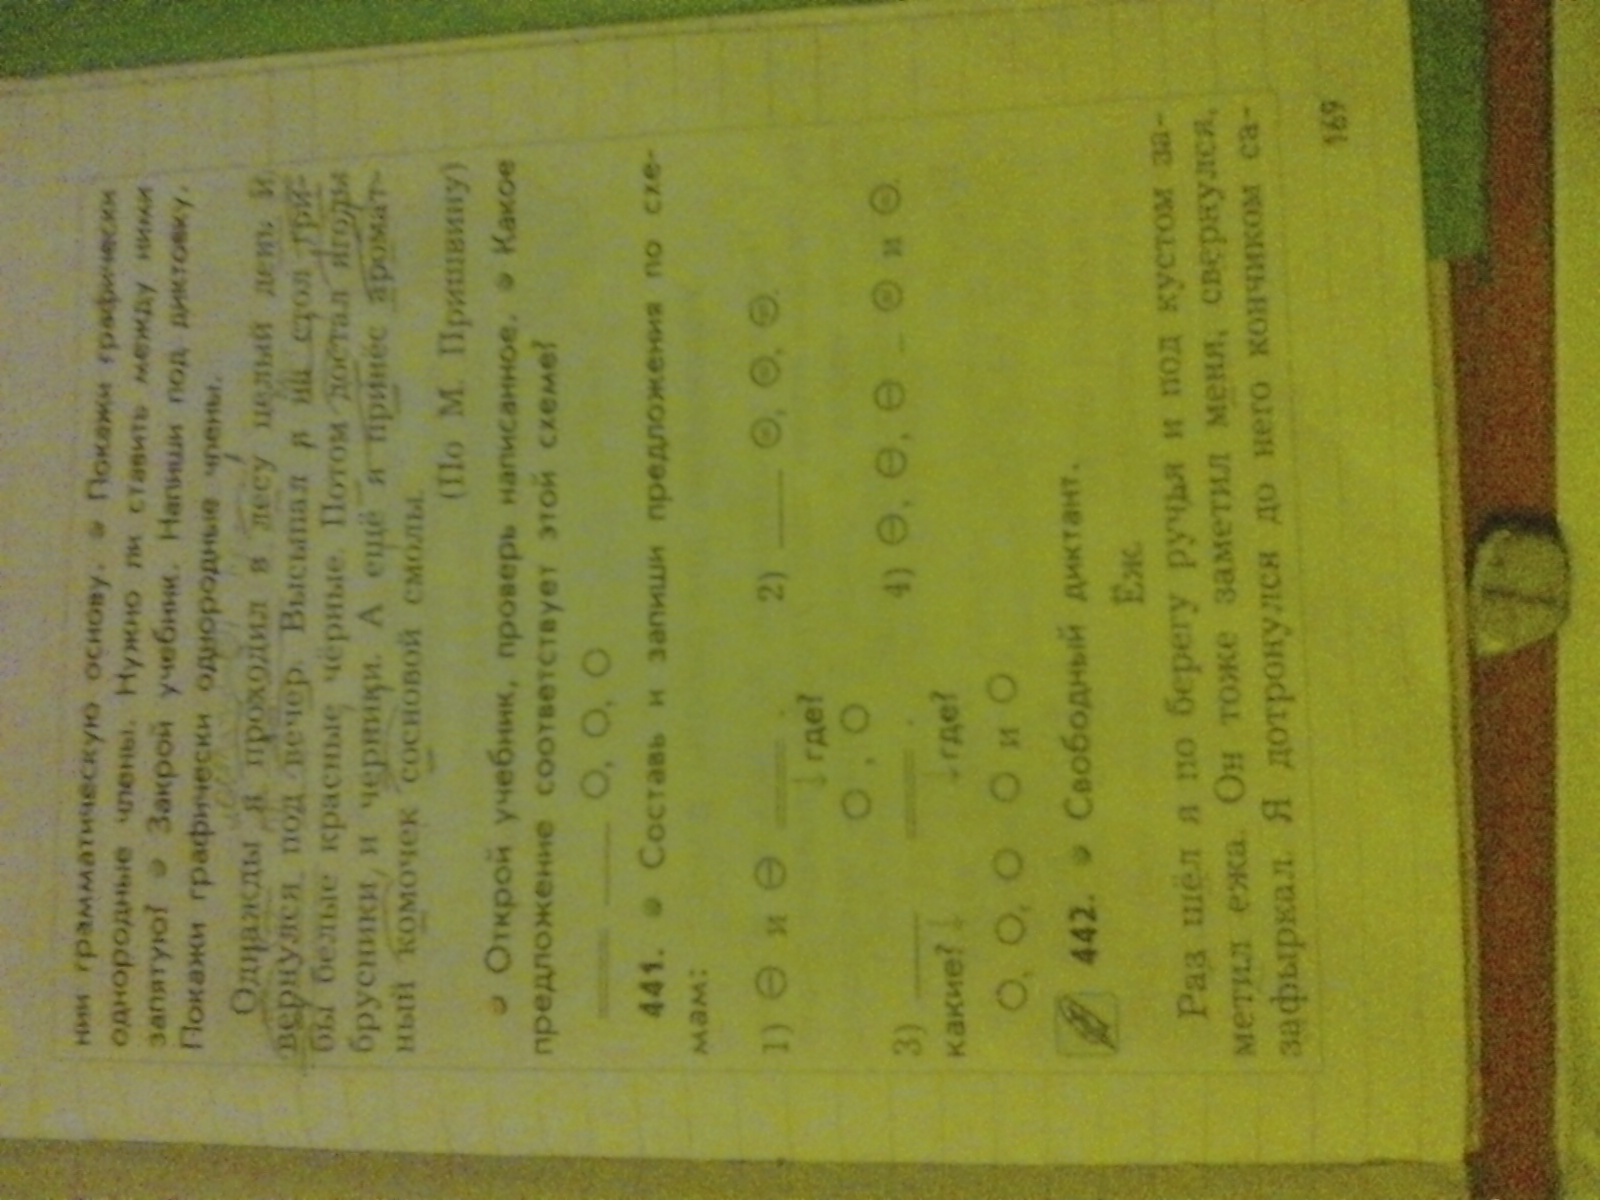 нии грамматическую основу. Покажи графически
однородные члены. Нужно ли ставить между ними
запятую? Закрой учебник. Напиши под диктовку.
Покажи графически однородные члены.
Однажды я проходил в лесу целый день и
вернулся под вечер. Высыпал стол гри-
бы белые красные чёрные. Потом достал ягоды
брусники и черники. А ещё я принёс аромат-
ный комочек сосновой смолы.
(По М. Пришвину)
Открой учебник, проверь написанное. Какое
предложение соответствует этой схеме?
O, O, O
441. Составь и запиши предложения по схе-
мам:
1) и . 2) , , .
где?
O, O
3) . 4) , , и .
какие? где?
O, O, O O и O
442. Свободный диктант.
Ёж.
Раз шёл я по берегу ручья и под кустом за-
метил ежа. Он тоже заметил меня, свернулся,
зафыркал. Я дотронулся до него кончиком са-
169